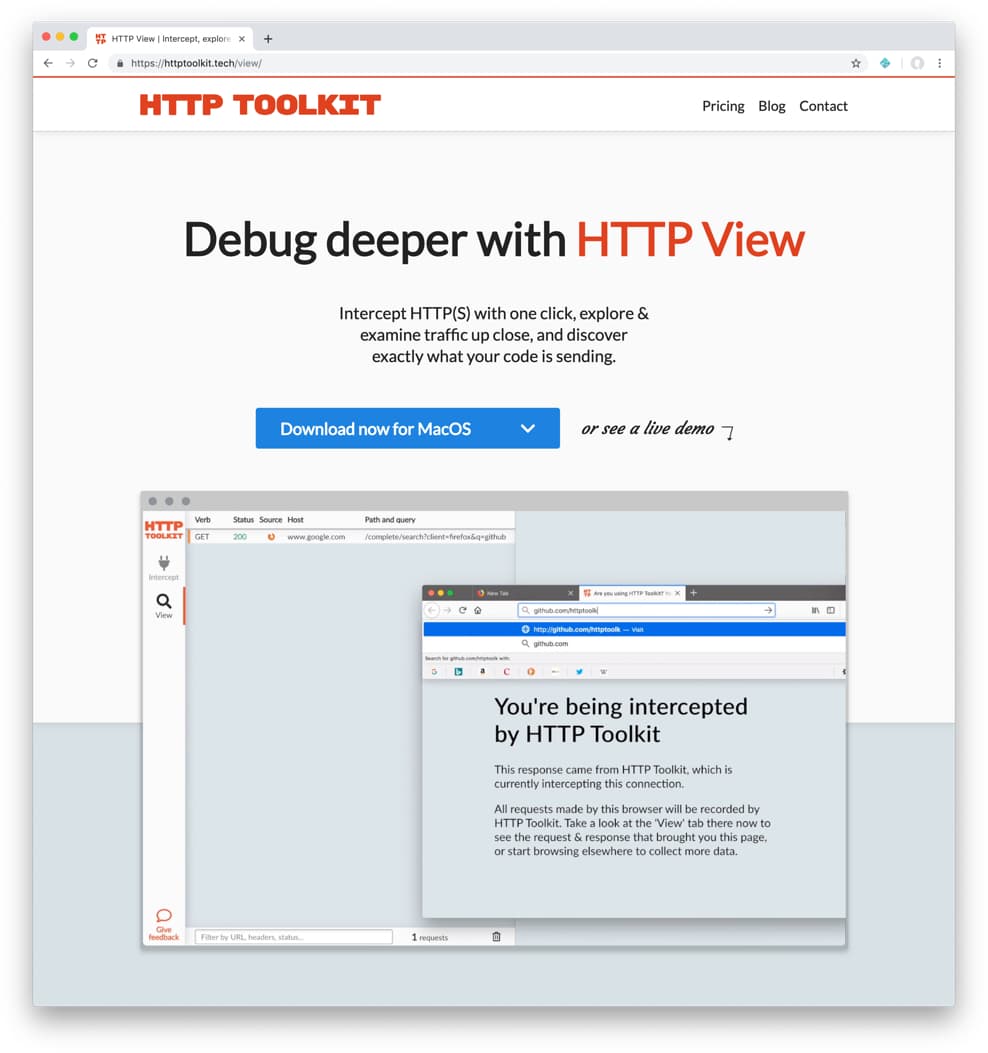 HTTP View | Intercept, explore
https://httptoolkit.tech/view/
HTTP TOOLKIT
Pricing Blog Contact
Debug deeper with HTTP View
Intercept HTTP(S) with one click, explore &
examine traffic up close, and discover
exactly what your code is sending.
Download now for MacOS
or see a live demo
HTTP
TOOLKIT
Verb Status Source Host Path and query
GET 200 www.google.com /complete/search?client=firefox&q=github
Intercept
View
New Tab
Are you using HTTP Toolkit?
github.com/httptoolk
http://github.com/httptoolk — Visit
github.com
Search for github.com/httptoolk with:
You're being intercepted
by HTTP Toolkit
This response came from HTTP Toolkit, which is
currently intercepting this connection.
All requests made by this browser will be recorded by
HTTP Toolkit. Take a look at the 'View' tab there now to
see the request & response that brought you this page,
or start browsing elsewhere to collect more data.
Give
feedback
Filter by URL, headers, status...
1 requests